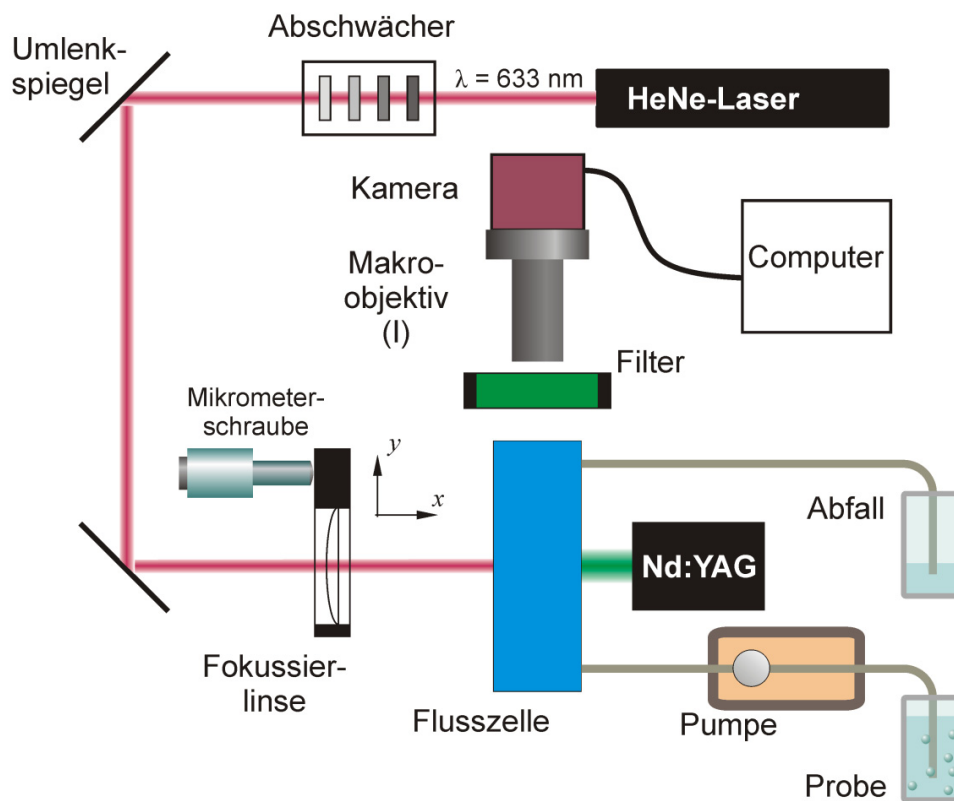 Abschwächer
Umlenk-
spiegel
λ = 633 nm
HeNe-Laser
Kamera
Computer
Makro-
objektiv
(I)
Filter
Mikrometer-
schraube
y
x
Abfall
Nd:YAG
Fokussier-
linse
Flusszelle
Pumpe
Probe